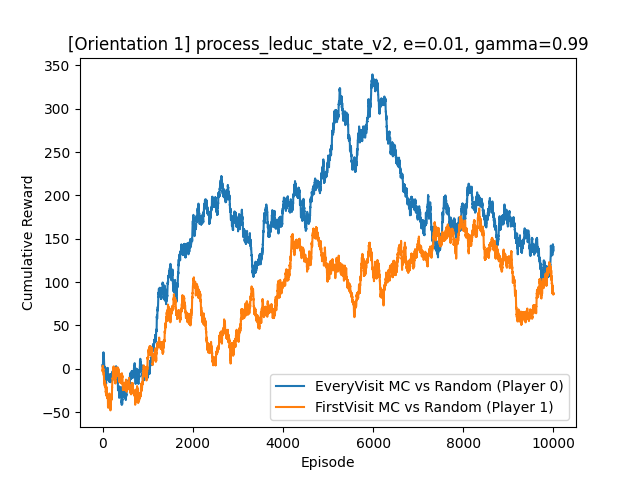 [Orientation 1] process_leduc_state_v2, e=0.01, gamma=0.99
350
300
250
200
150
100
50
0
−50
Cumulative Reward
EveryVisit MC vs Random (Player 0)
FirstVisit MC vs Random (Player 1)
0 2000 4000 6000 8000 10000
Episode